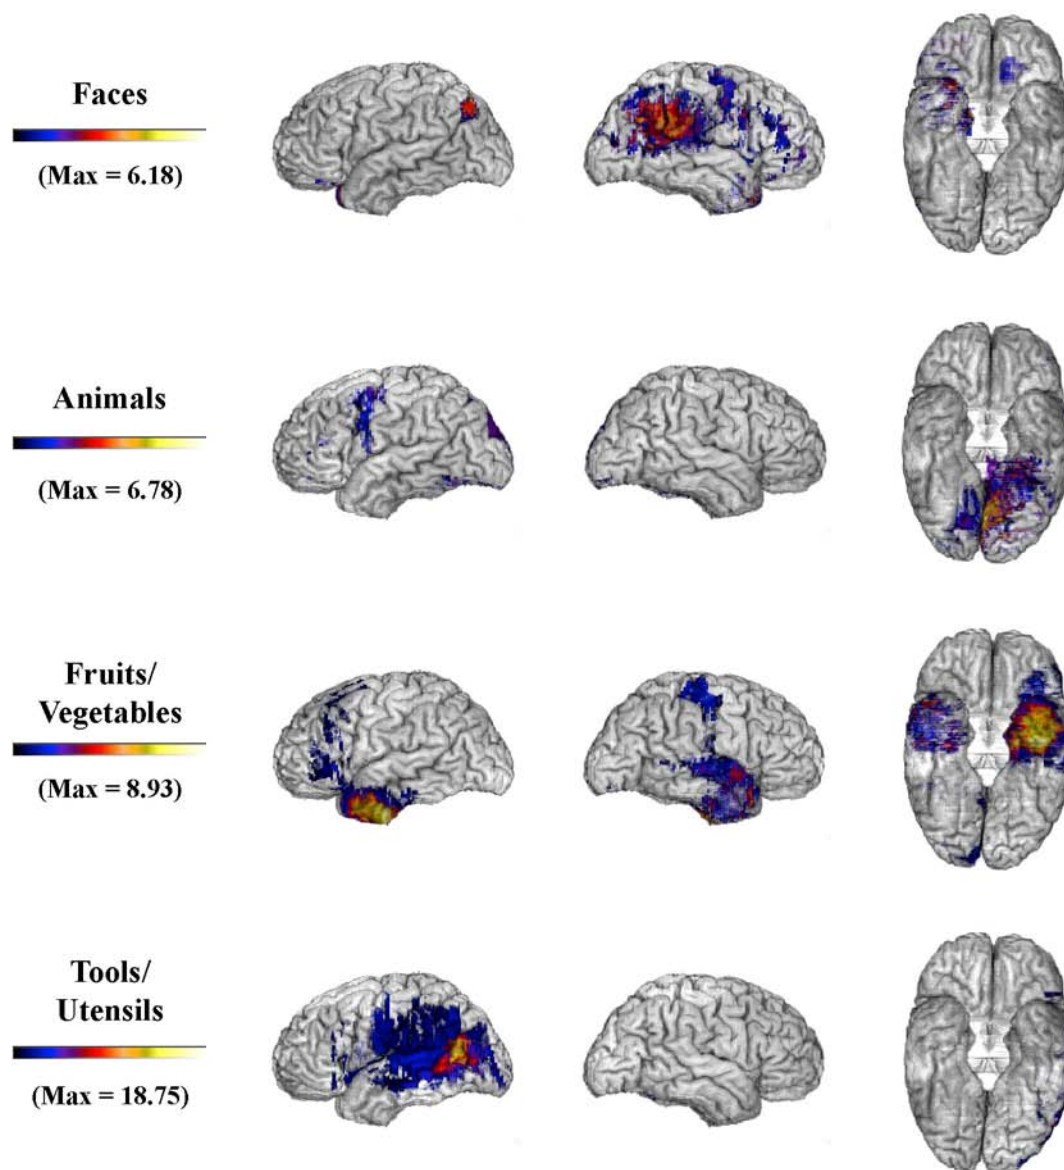 Faces
(Max = 6.18)
Animals
(Max = 6.78)
Fruits/
Vegetables
(Max = 8.93)
Tools/
Utensils
(Max = 18.75)